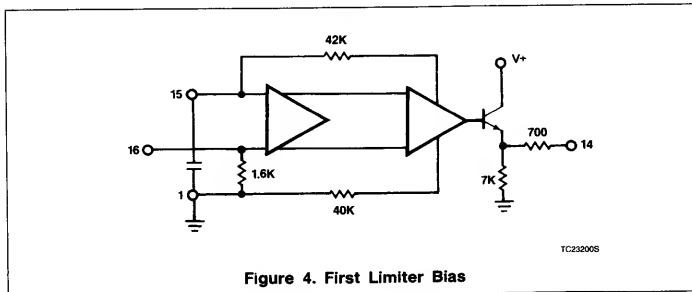 42K
V+
15
700
16
14
1.6K
7K
1
40K
TC23200S
Figure 4. First Limiter Bias